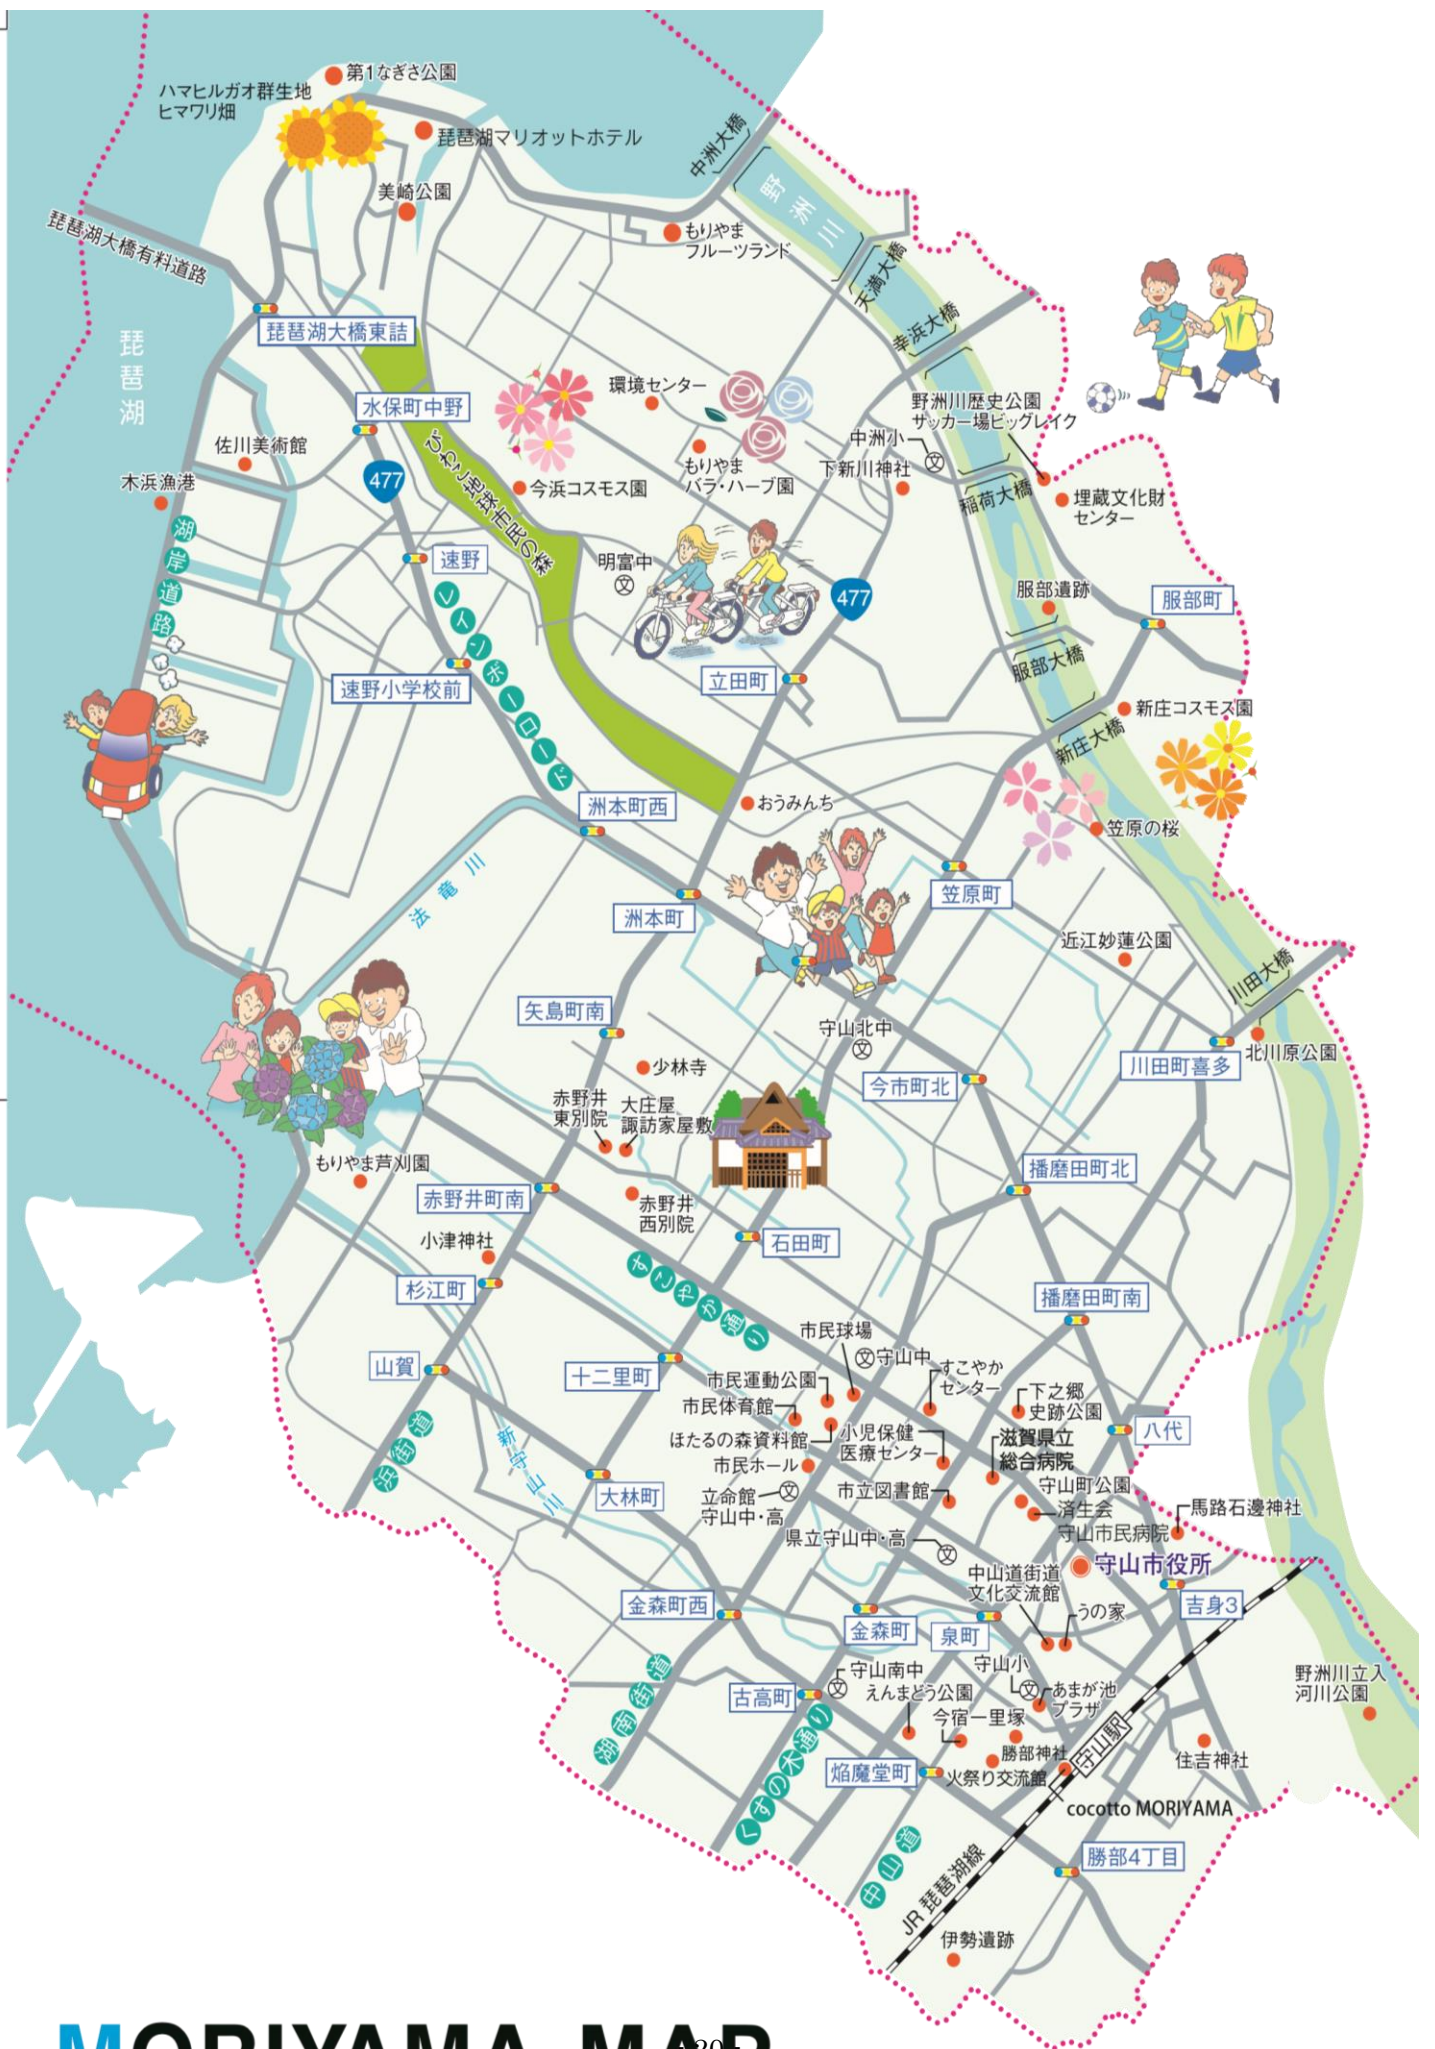 第1なぎさ公園
ハマヒルガオ群生地
ヒマワリ畑
琵琶湖マリオットホテル
中洲大橋
野洲川
美崎公園
琵琶湖大橋有料道路
もりやま
フルーツランド
天満大橋
幸浜大橋
琵琶湖大橋東詰
琵琶湖
環境センター
水保町中野
野洲川歴史公園
サッカー場ビッグレイク
中洲小
文
佐川美術館
びわこ地球市民の森
もりやま
バラ・ハーブ園
下新川神社
木浜漁港
477
今浜コスモス園
稲荷大橋
埋蔵文化財
センター
湖岸道路
速野
明富中
文
477
服部遺跡
服部町
レインボーロード
服部大橋
速野小学校前
立田町
新庄コスモス園
新庄大橋
洲本町西
おうみんち
笠原の桜
法竜川
洲本町
笠原町
近江妙蓮公園
川田大橋
矢島町南
守山北中
文
北川原公園
川田町喜多
少林寺
今市町北
赤野井
東別院
大庄屋
諏訪家屋敷
もりやま芦刈園
播磨田町北
赤野井町南
赤野井
西別院
小津神社
石田町
杉江町
すこやか通り
播磨田町南
市民球場
文守山中
山賀
十二里町
市民運動公園
すこやか
センター
市民体育館
下之郷
史跡公園
浜街道
新守山川
ほたるの森資料館
小児保健
医療センター
滋賀県立
総合病院
八代
市民ホール
大林町
立命館
守山中・高
文
市立図書館
守山町公園
済生会
守山市民病院
馬路石邊神社
県立守山中・高
文
守山市役所
中山道街道
文化交流館
金森町西
吉身3
うの家
金森町
泉町
湖南街道
守山南中
文
守山小
文
野洲川立入
河川公園
古高町
えんまどう公園
あまが池
プラザ
今宿一里塚
くすの木通り
守山駅
勝部神社
住吉神社
焔魔堂町
火祭り交流館
cocotto MORIYAMA
中山道
勝部4丁目
JR 琵琶湖線
伊勢遺跡
MORIYAMA MAP